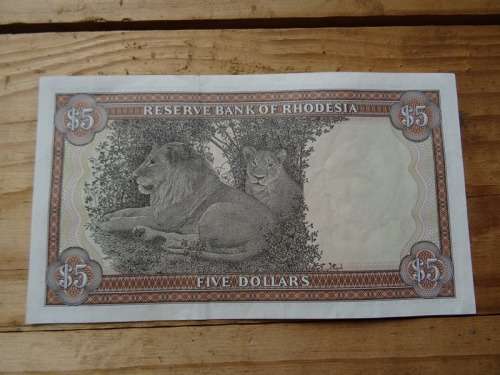 RESERVE BANK OF RHODESIA
$5 $5
$5 $5
FIVE DOLLARS